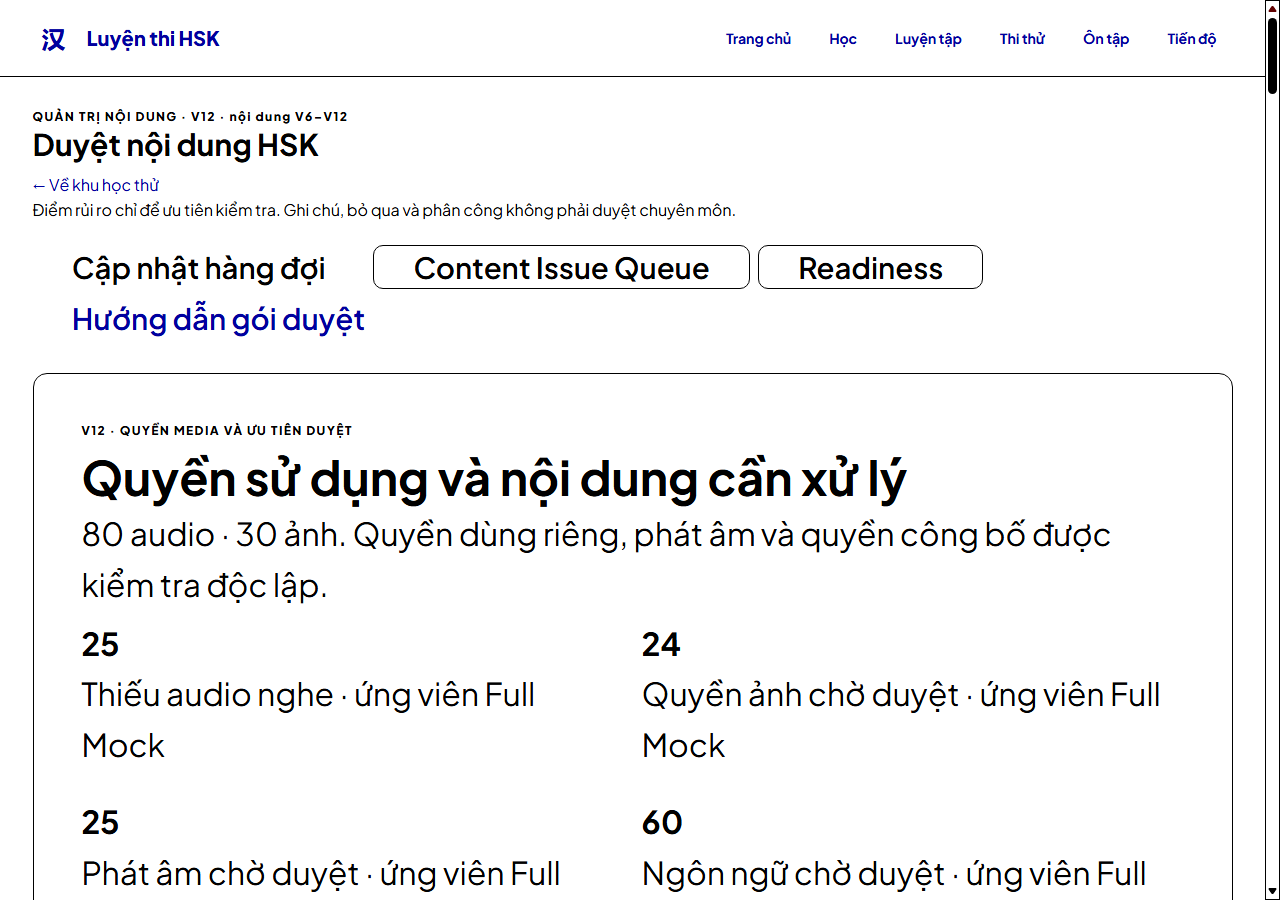 汉 Luyện thi HSK Trang chủ Học Luyện tập Thi thử Ôn tập Tiến độ
QUẢN TRỊ NỘI DUNG · V12 · nội dung V6–V12
Duyệt nội dung HSK
← Về khu học thử
Điểm rủi ro chỉ để ưu tiên kiểm tra. Ghi chú, bỏ qua và phân công không phải duyệt chuyên môn.
Cập nhật hàng đợi Content Issue Queue Readiness
Hướng dẫn gói duyệt
V12 · QUYỀN MEDIA VÀ ƯU TIÊN DUYỆT
Quyền sử dụng và nội dung cần xử lý
80 audio · 30 ảnh. Quyền dùng riêng, phát âm và quyền công bố được
kiểm tra độc lập.
25
Thiếu audio nghe · ứng viên Full
Mock
24
Quyền ảnh chờ duyệt · ứng viên Full
Mock
25
Phát âm chờ duyệt · ứng viên Full
60
Ngôn ngữ chờ duyệt · ứng viên Full